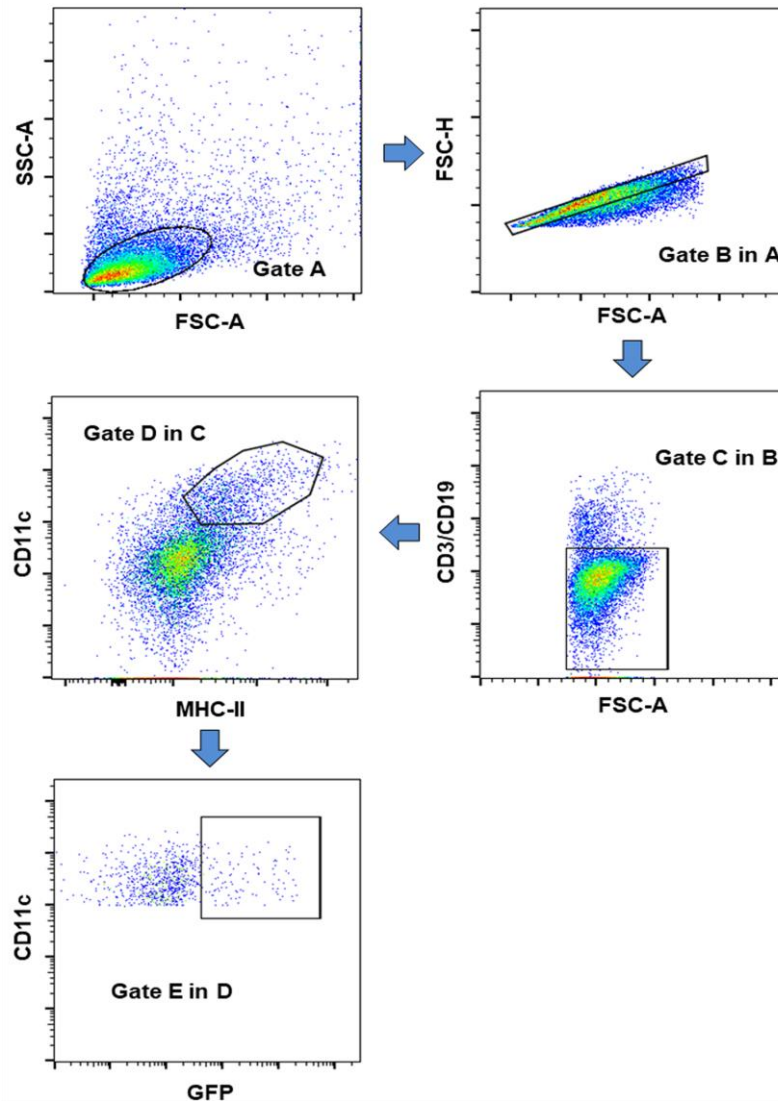 SSC-A
Gate A
FSC-A
FSC-H
Gate B in A
FSC-A
CD3/CD19
Gate C in B
FSC-A
CD11c
Gate D in C
MHC-II
CD11c
Gate E in D
GFP